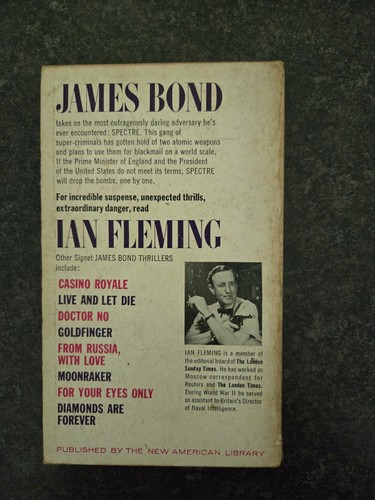 JAMES BOND
takes on the most outrageously daring adversary he's
ever encountered: SPECTRE. This gang of
super-criminals has gotten hold of two atomic weapons
and plans to use them for blackmail on a world scale.
If the Prime Minister of England and the President
of the United States do not meet its terms, SPECTRE
will drop the bombs, one by one.
For incredible suspense, unexpected thrills,
extraordinary danger, read
IAN FLEMING
Other Signet JAMES BOND THRILLERS
include:
CASINO ROYALE
LIVE AND LET DIE
DOCTOR NO
GOLDFINGER
FROM RUSSIA,
WITH LOVE
MOONRAKER
FOR YOUR EYES ONLY
DIAMONDS ARE
FOREVER
IAN FLEMING is a member of
the editorial board of The London
Sunday Times. He has worked as
Moscow correspondent for
Reuters and The London Times.
During World War II he served
as assistant to Britain's Director
of Naval Intelligence.
PUBLISHED BY THE NEW AMERICAN LIBRARY